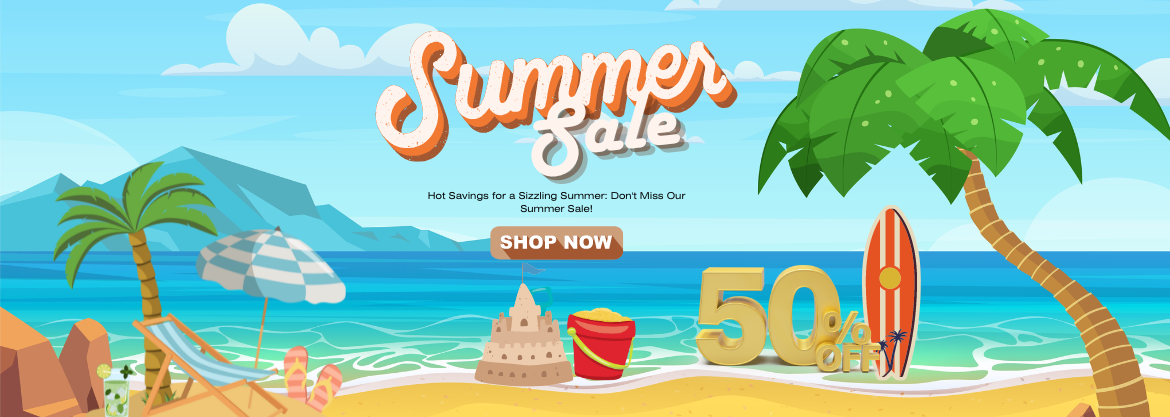 Summer
Sale
Hot Savings for a Sizzling Summer: Don't Miss Our
Summer Sale!
SHOP NOW
50%
OFF